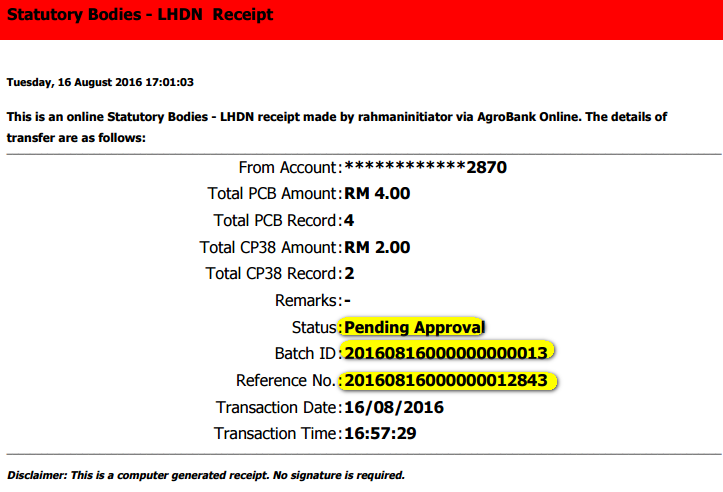 Statutory Bodies - LHDN  Receipt
Tuesday, 16 August 2016 17:01:03
This is an online Statutory Bodies - LHDN receipt made by rahmaninitiator via AgroBank Online. The details of
transfer are as follows:
From Account:************2870
Total PCB Amount:RM 4.00
Total PCB Record:4
Total CP38 Amount:RM 2.00
Total CP38 Record:2
Remarks:-
Status:Pending Approval
Batch ID:20160816000000000013
Reference No.:20160816000000012843
Transaction Date:16/08/2016
Transaction Time:16:57:29
Disclaimer: This is a computer generated receipt. No signature is required.